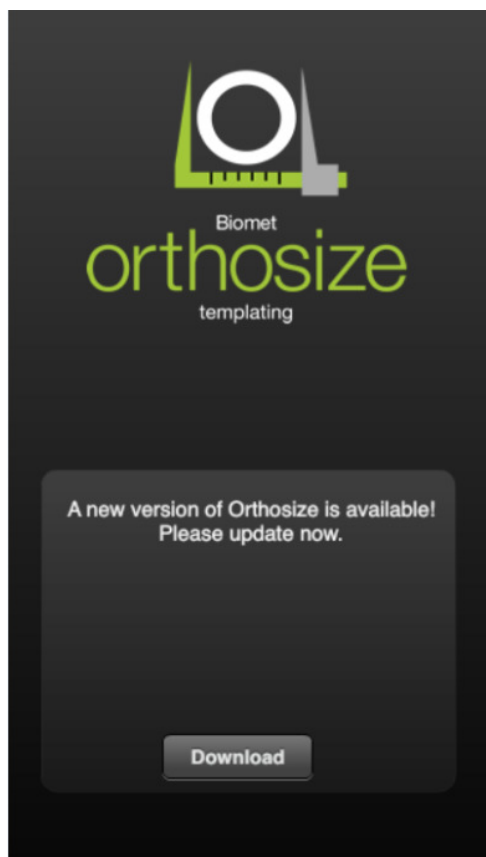 Biomet
orthosize
templating
A new version of Orthosize is available!
Please update now.
Download